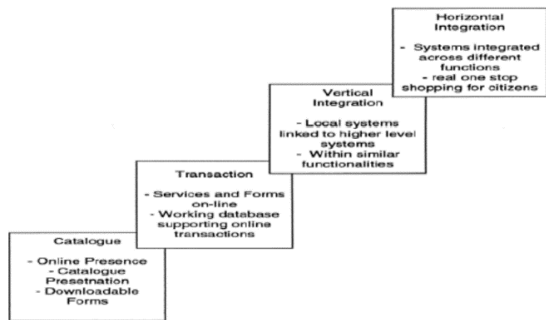 Horizontal
Integration
- Systems integrated
across different
functions
- real one stop
shopping for citizens
Vertical
Integration
- Local systems
linked to higher level
systems
- Within similar
functionalities
Transaction
- Services and Forms
on-line
- Working database
supporting online
transactions
Catalogue
- Online Presence
- Catalogue
Presetnation
- Downloadable
Forms